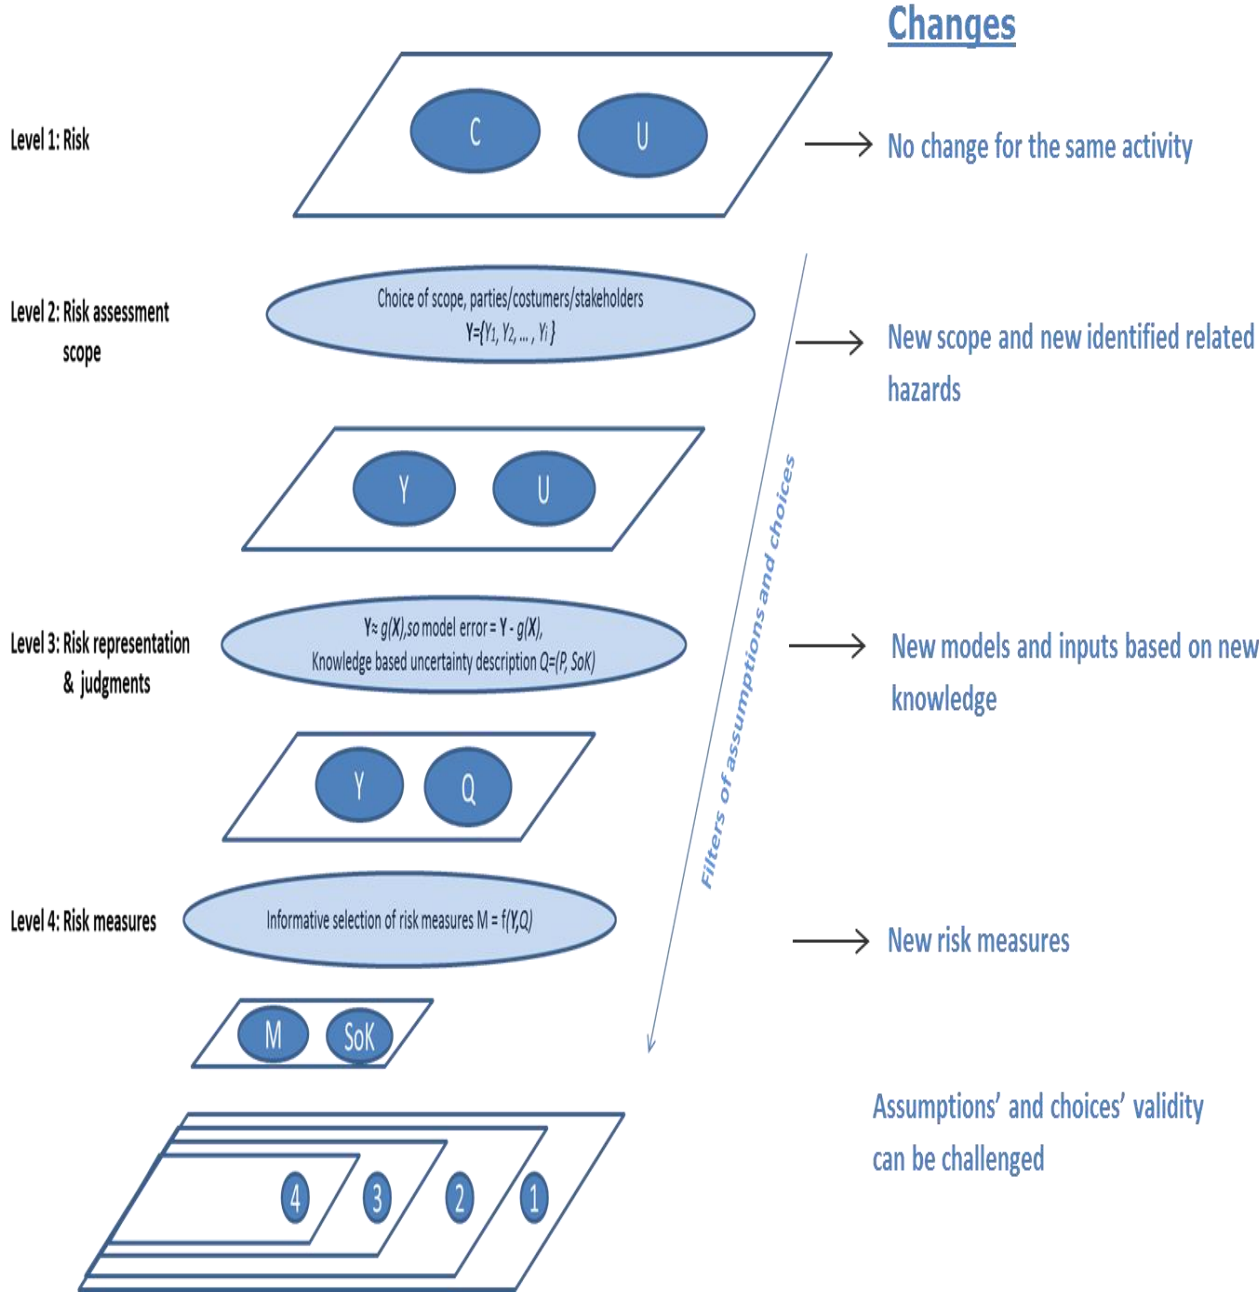 Changes
Level 1: Risk
C
U
No change for the same activity
Level 2: Risk assessment
scope
Choice of scope, parties/costumers/stakeholders
Y={Y1, Y2, ... , Yi }
New scope and new identified related
hazards
Y
U
Filters of assumptions and choices
Level 3: Risk representation
& judgments
Y≈ g(X),so model error = Y - g(X),
Knowledge based uncertainty description Q=(P, SoK)
New models and inputs based on new
knowledge
Y
Q
Level 4: Risk measures
Informative selection of risk measures M = f(Y,Q)
New risk measures
M
SoK
Assumptions’ and choices’ validity
can be challenged
4
3
2
1